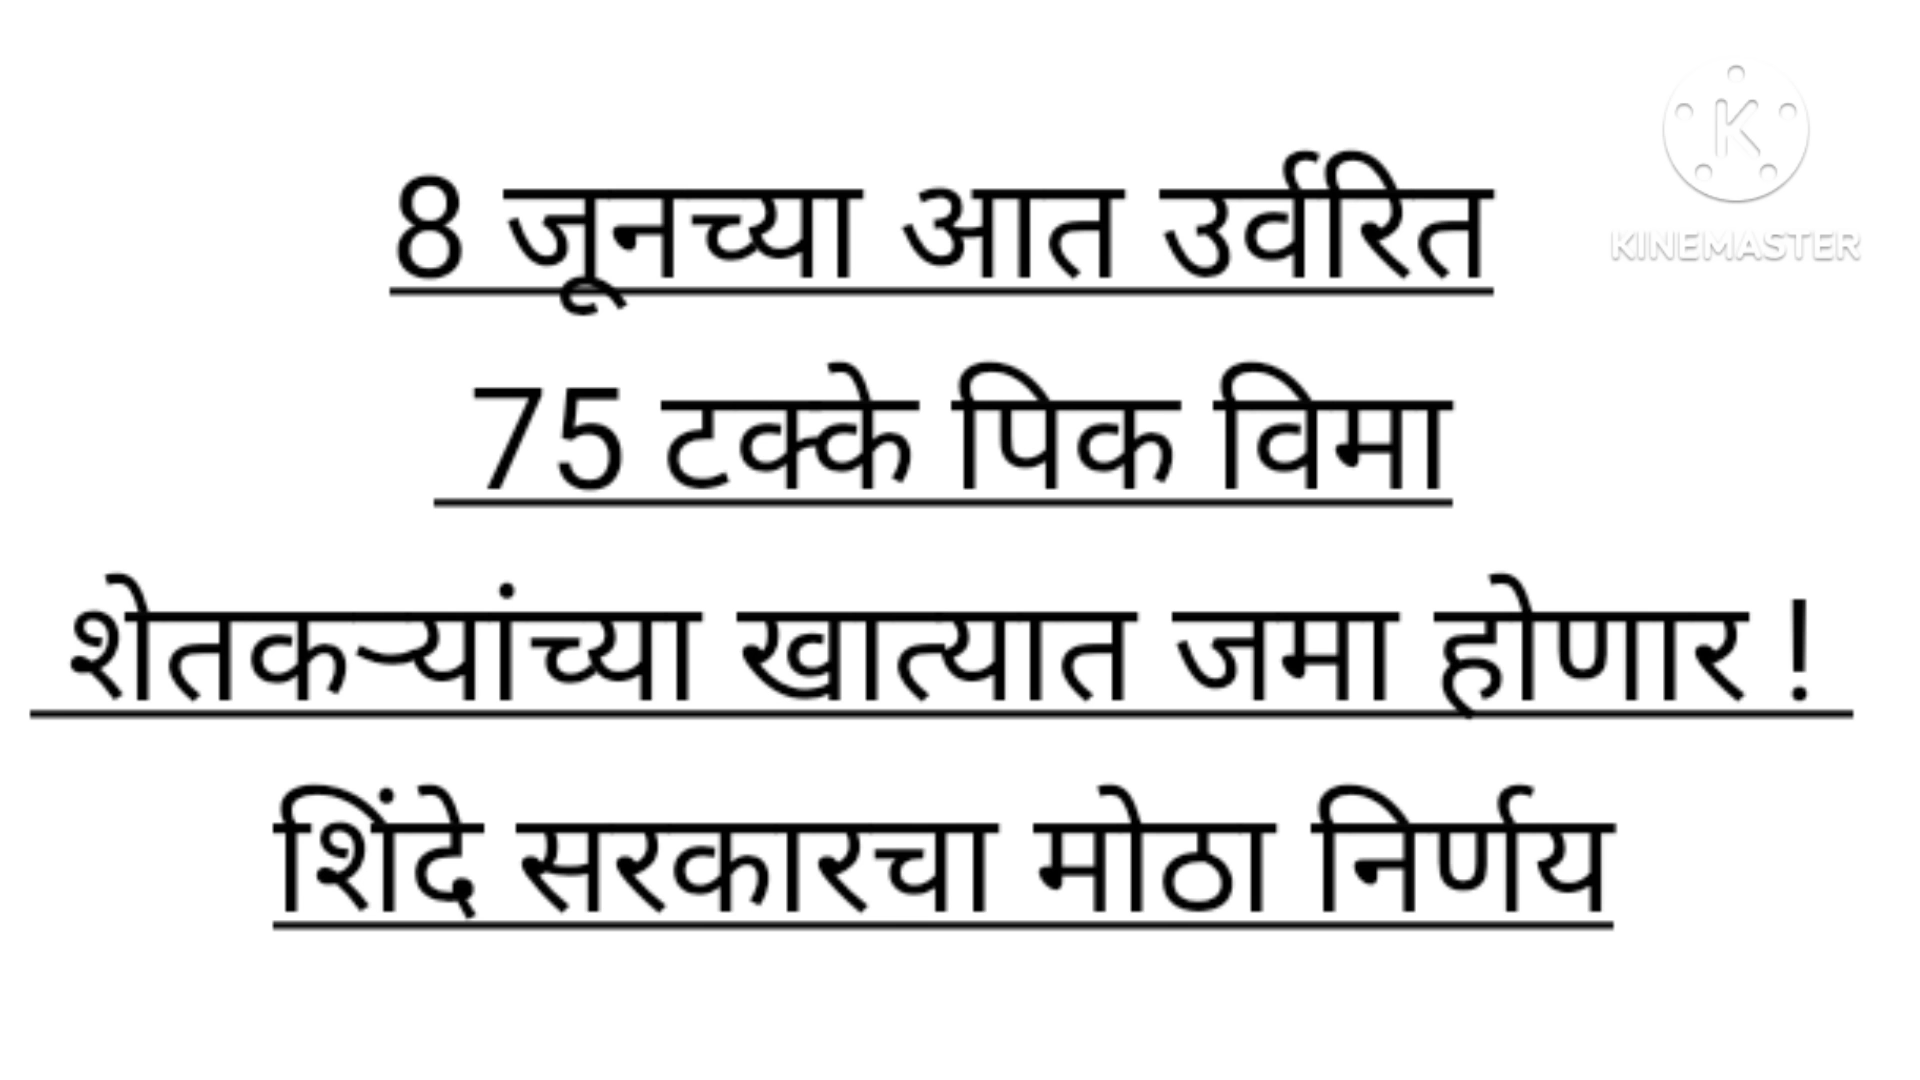 8 जूनच्या आत उर्वरित
75 टक्के पिक विमा
शेतकऱ्यांच्या खात्यात जमा होणार !
शिंदे सरकारचा मोठा निर्णय
K
KINEMASTER